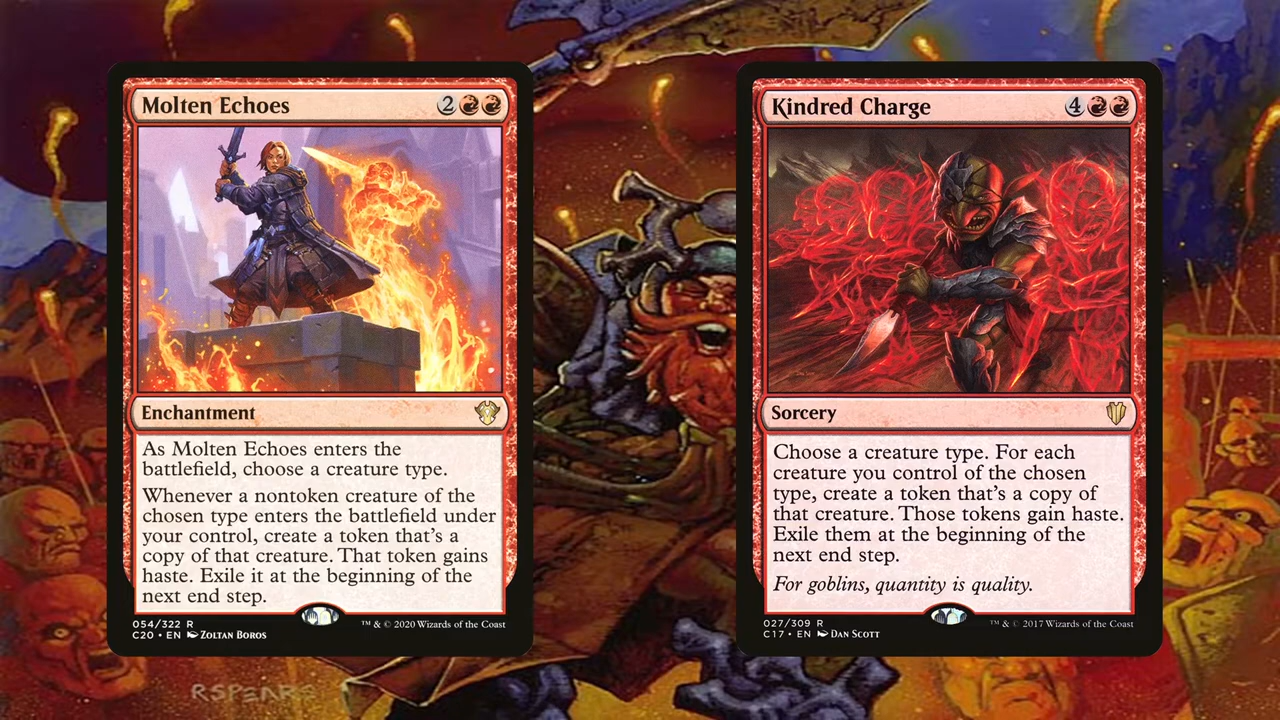 Molten Echoes
2
Enchantment
As Molten Echoes enters the
battlefield, choose a creature type.
Whenever a nontoken creature of the
chosen type enters the battlefield under
your control, create a token that's a
copy of that creature. That token gains
haste. Exile it at the beginning of the
next end step.
054/322 R
C20 • EN Zoltan Boros
™ & © 2020 Wizards of the Coast
Kindred Charge
4
Sorcery
Choose a creature type. For each
creature you control of the chosen
type, create a token that's a copy of
that creature. Those tokens gain haste.
Exile them at the beginning of the
next end step.
For goblins, quantity is quality.
027/309 R
C17 • EN Dan Scott
™ & © 2017 Wizards of the Coast
RSPEARS